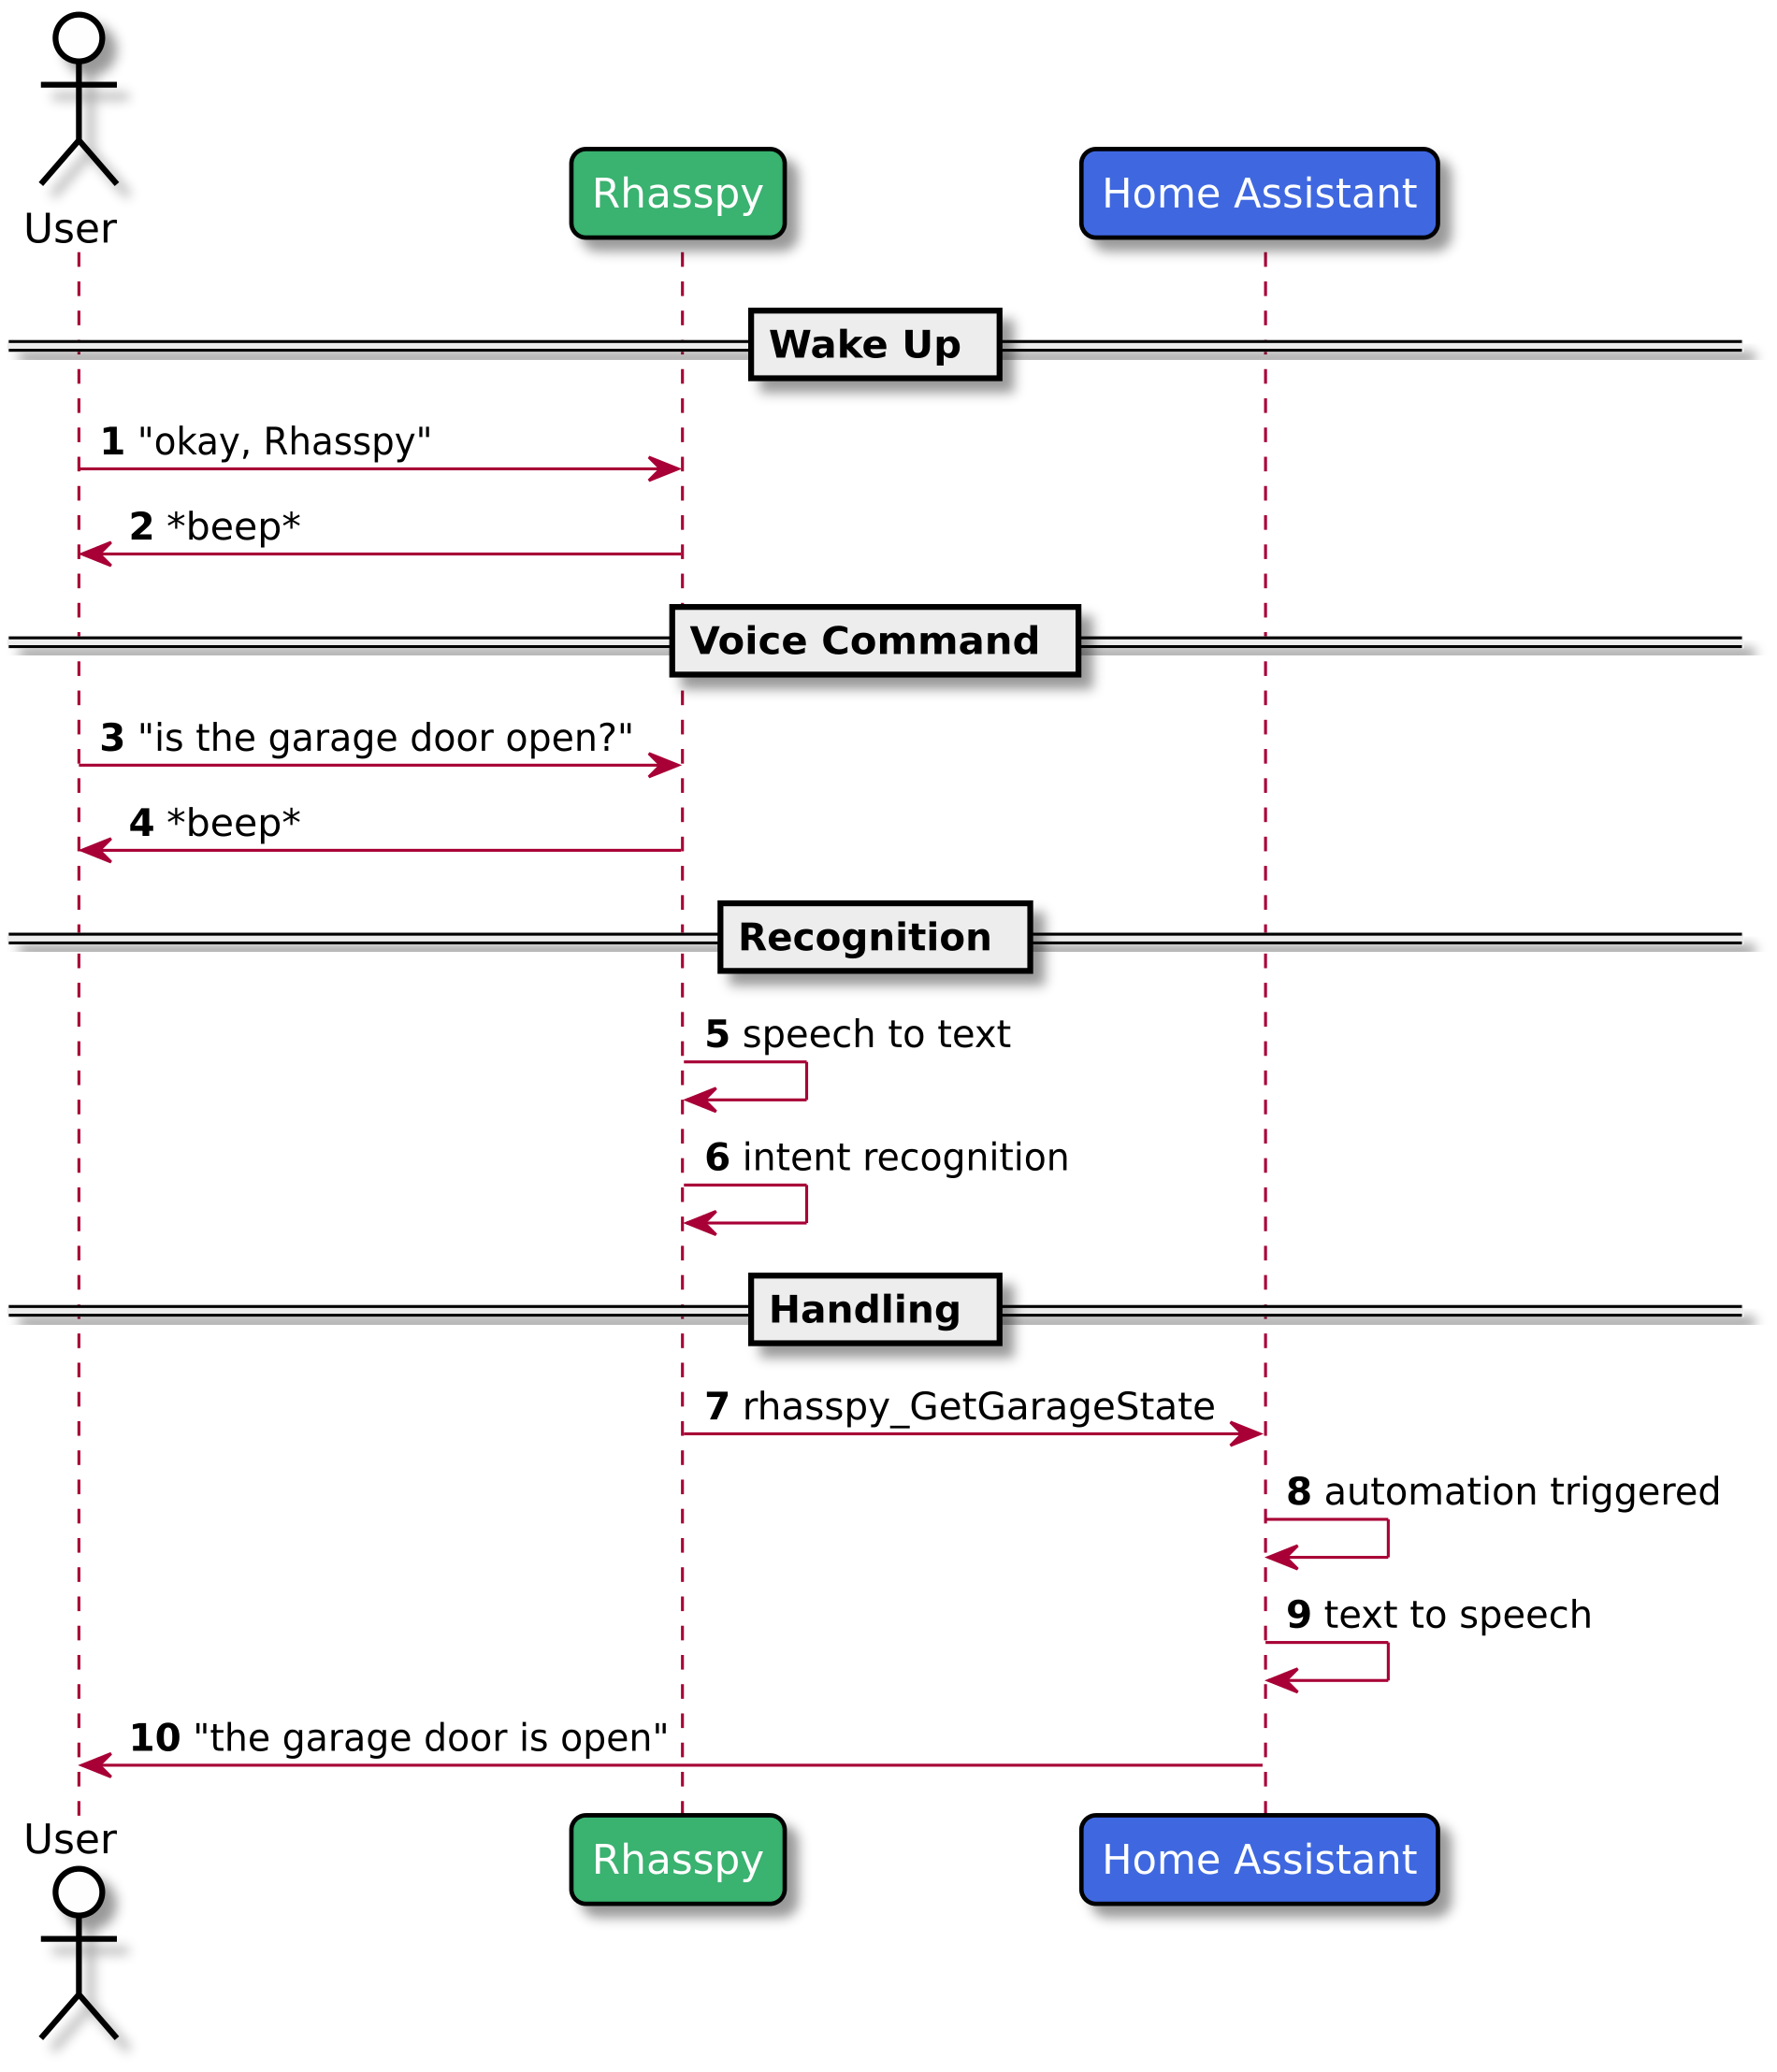 User
Rhasspy
Home Assistant
Wake Up
1 "okay, Rhasspy"
2 *beep*
Voice Command
3 "is the garage door open?"
4 *beep*
Recognition
5 speech to text
6 intent recognition
Handling
7 rhasspy_GetGarageState
8 automation triggered
9 text to speech
10 "the garage door is open"
User
Rhasspy
Home Assistant